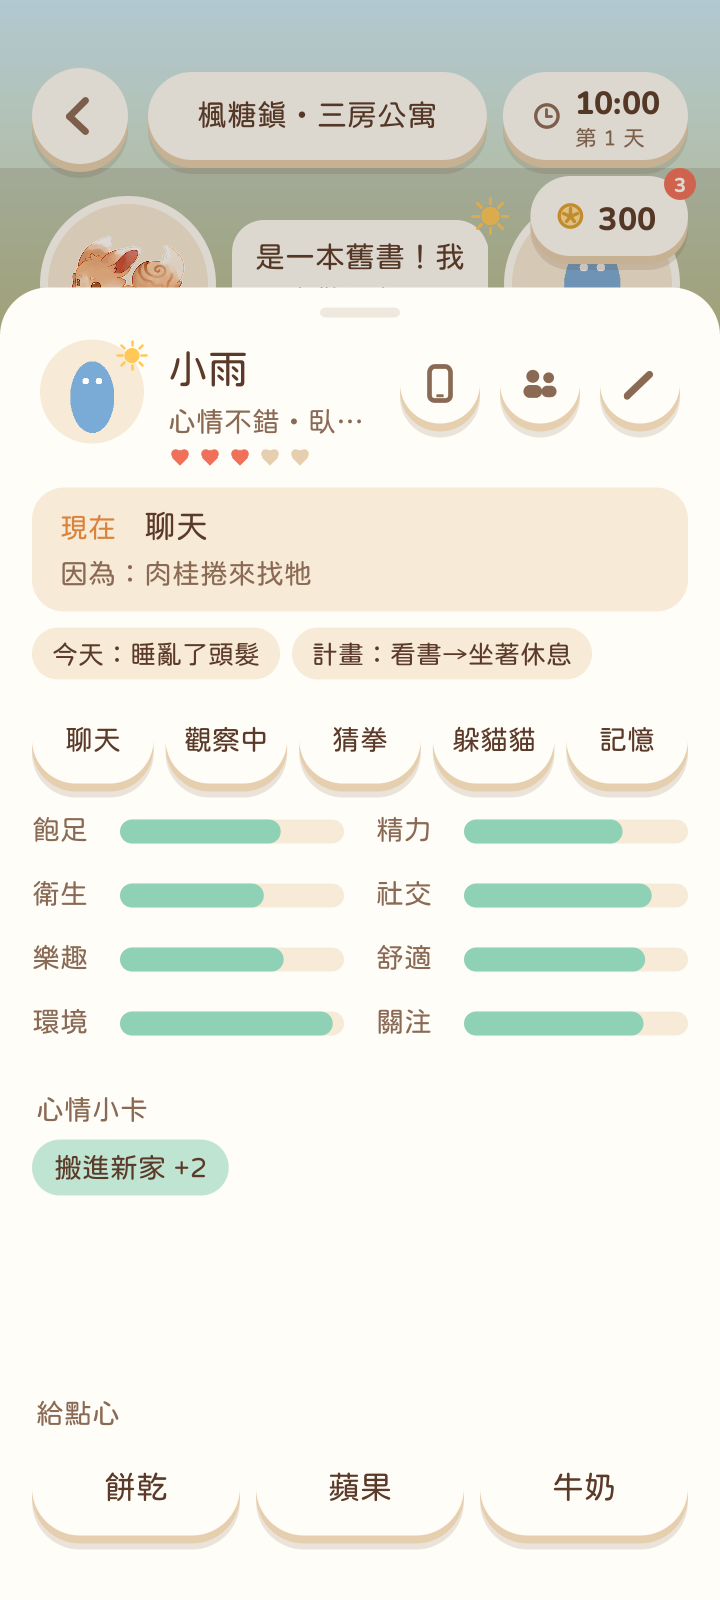 楓糖鎮・三房公寓
10:00
第 1 天
3
300
是一本舊書！我
小雨
心情不錯・臥…
現在 聊天
因為：肉桂捲來找牠
今天：睡亂了頭髮
計畫：看書→坐著休息
聊天
觀察中
猜拳
躲貓貓
記憶
飽足
精力
衛生
社交
樂趣
舒適
環境
關注
心情小卡
搬進新家 +2
給點心
餅乾
蘋果
牛奶